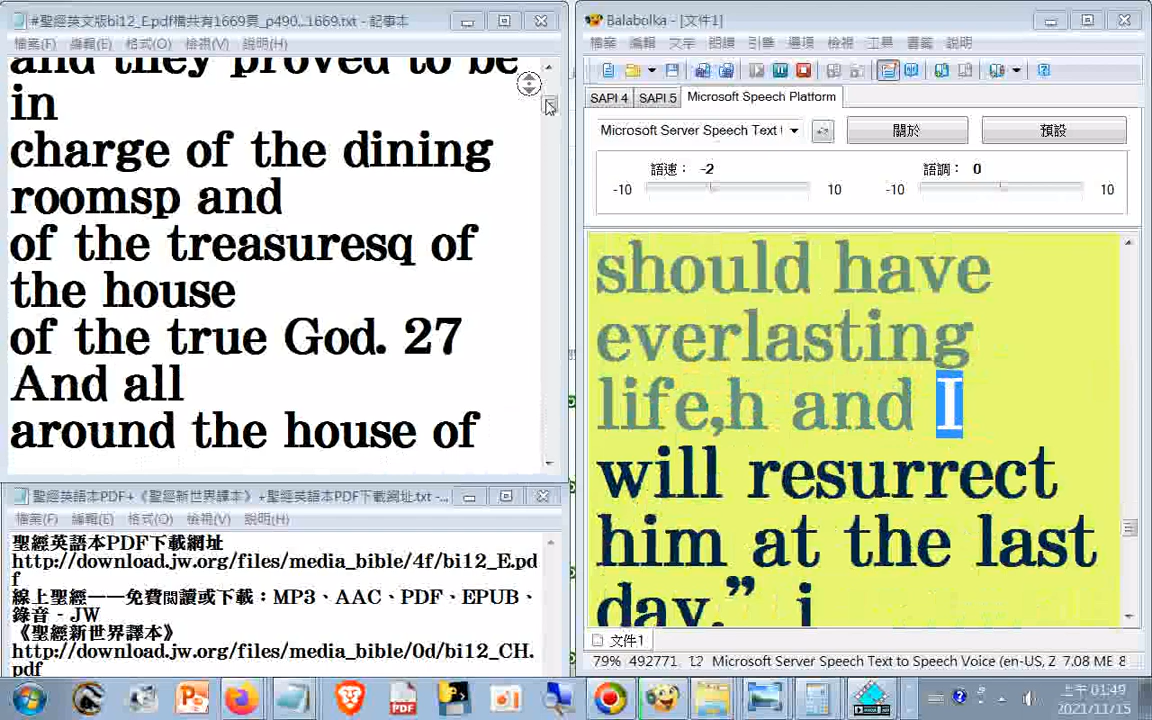 #聖經英文版bi12_E.pdf檔共有1669頁_p490...1669.txt - 記事本
檔案(F) 編輯(E) 格式(O) 檢視(V) 說明(H)
and they proved to be
in
charge of the dining
roomsp and
of the treasuresq of
the house
of the true God. 27
And all
around the house of
聖經英語本PDF+《聖經新世界譯本》+聖經英語本PDF下載網址.txt - ...
檔案(F) 編輯(E) 格式(O) 檢視(V) 說明(H)
聖經英語本PDF下載網址
http://download.jw.org/files/media_bible/4f/bi12_E.pd
f
線上聖經——免費閱讀或下載：MP3、AAC、PDF、EPUB、
錄音 - JW
《聖經新世界譯本》
http://download.jw.org/files/media_bible/0d/bi12_CH.
pdf
Balabolka - [文件1]
檔案 編輯 文字 朗讀 引擎 選項 檢視 工具 書籤 說明
SAPI 4 SAPI 5 Microsoft Speech Platform
Microsoft Server Speech Text 關於 預設
語速： -2 語調： 0
-10 10 -10 10
should have
everlasting
life,h and I
will resurrect
him at the last
day.” i
文件1
79% 492771 Microsoft Server Speech Text to Speech Voice (en-US, Z 7.08 MB 8
上午 01:49
2021/11/15